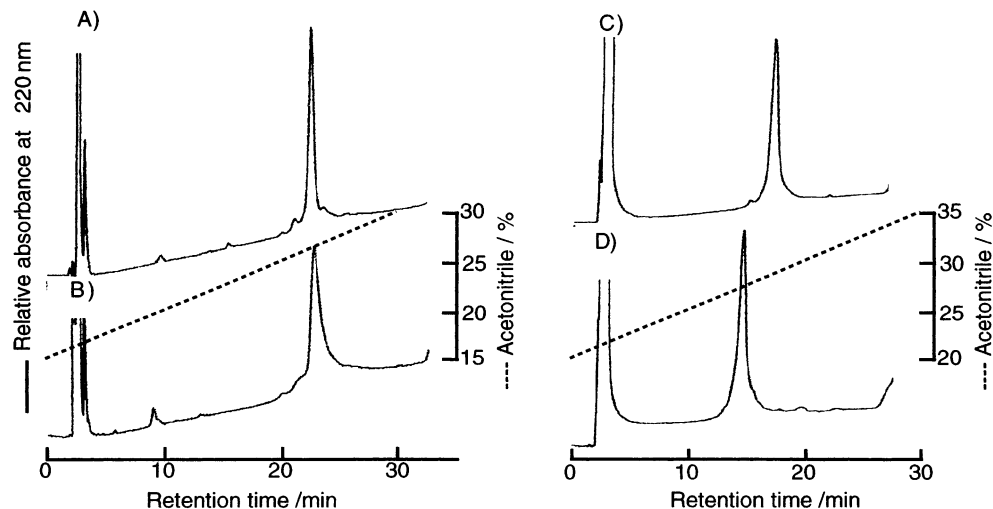 A)
B)
Relative absorbance at 220 nm
30
25
20
15
Acetonitrile / %
0
10
20
30
Retention time /min
C)
D)
35
30
25
20
Acetonitrile / %
0
10
20
30
Retention time /min